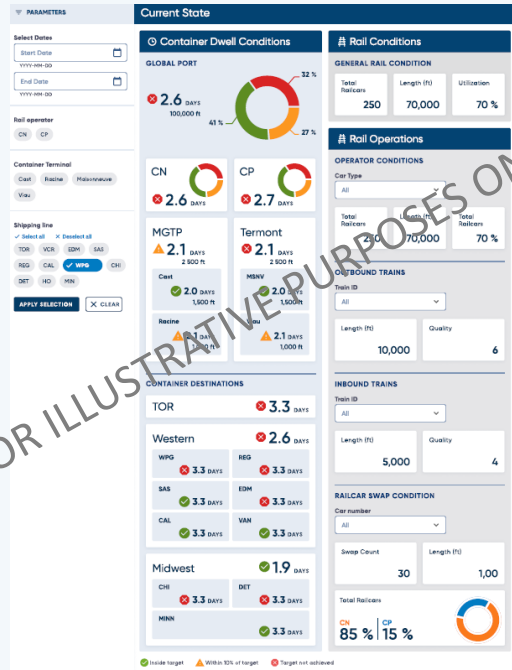 PARAMETERS
Select Dates
Start Date
YYYY-MM-DD
End Date
YYYY-MM-DD
Rail operator
CN CP
Container Terminal
Cast Racine Maisonneuve
Viau
Shipping line
Select all Deselect all
TOR VCR EDM SAS
REG CAL WPG CHI
DET HO MIN
APPLY SELECTION CLEAR
Current State
Container Dwell Conditions
GLOBAL PORT
2.6 DAYS
100,000 ft
32 %
41 %
27 %
CN
2.6 DAYS
CP
2.7 DAYS
MGTP
2.1 DAYS
2 500 ft
Termont
2.1 DAYS
2 500 ft
Cast
2.0 DAYS
1,500 ft
MSNV
2.0 DAYS
1,500 ft
Racine
2.1 DAYS
1,000 ft
Viau
2.1 DAYS
1,000 ft
CONTAINER DESTINATIONS
TOR
3.3 DAYS
Western
2.6 DAYS
WPG
3.3 DAYS
REG
3.3 DAYS
SAS
3.3 DAYS
EDM
3.3 DAYS
CAL
3.3 DAYS
VAN
3.3 DAYS
Midwest
1.9 DAYS
CHI
3.3 DAYS
DET
3.3 DAYS
MINN
3.3 DAYS
Inside target Within 10% of target Target not achieved
Rail Conditions
GENERAL RAIL CONDITION
Total Railcars
250
Length (ft)
70,000
Utilization
70 %
Rail Operations
OPERATOR CONDITIONS
Car Type
All
Total Railcars
250
Length (ft)
70,000
Total Railcars
70 %
OUTBOUND TRAINS
Train ID
All
Length (ft)
10,000
Quality
6
INBOUND TRAINS
Train ID
All
Length (ft)
5,000
Quality
4
RAILCAR SWAP CONDITION
Car number
All
Swap Count
30
Length (ft)
1,00
Total Railcars
CN
85 %
CP
15 %
OR ILLUSTRATIVE PURPOSES ON